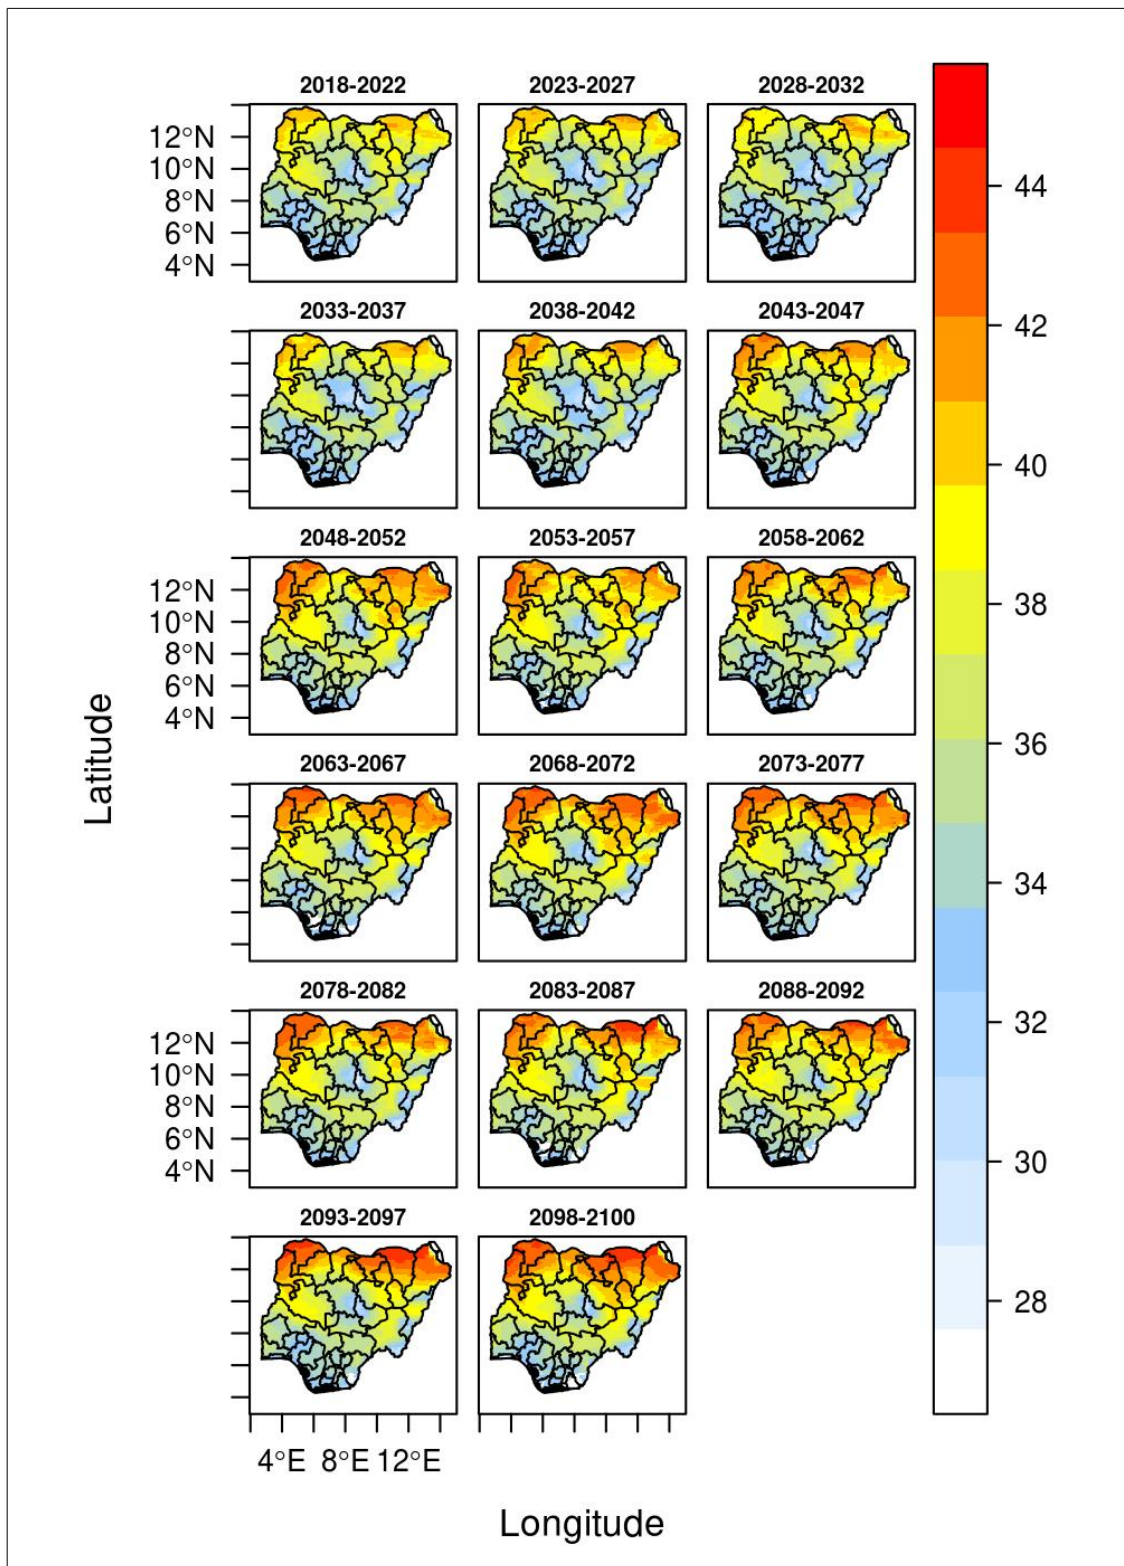 2018-2022 2023-2027 2028-2032
12°N
10°N
8°N
6°N
4°N
2033-2037 2038-2042 2043-2047
2048-2052 2053-2057 2058-2062
12°N
10°N
8°N
6°N
4°N
2063-2067 2068-2072 2073-2077
2078-2082 2083-2087 2088-2092
12°N
10°N
8°N
6°N
4°N
2093-2097 2098-2100
4°E 8°E 12°E
Latitude
Longitude
44
42
40
38
36
34
32
30
28